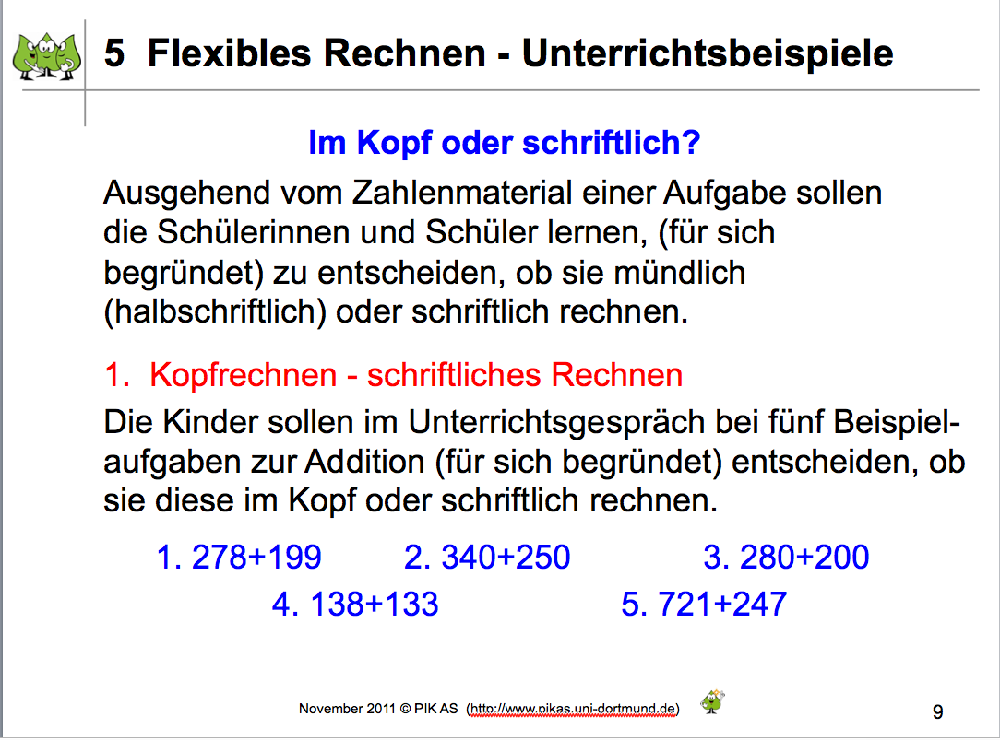 5 Flexibles Rechnen - Unterrichtsbeispiele
Im Kopf oder schriftlich?
Ausgehend vom Zahlenmaterial einer Aufgabe sollen
die Schülerinnen und Schüler lernen, (für sich
begründet) zu entscheiden, ob sie mündlich
(halbschriftlich) oder schriftlich rechnen.
1. Kopfrechnen - schriftliches Rechnen
Die Kinder sollen im Unterrichtsgespräch bei fünf Beispiel-
aufgaben zur Addition (für sich begründet) entscheiden, ob
sie diese im Kopf oder schriftlich rechnen.
1. 278+199 2. 340+250 3. 280+200
4. 138+133 5. 721+247
November 2011 © PIK AS (http://www.pikas.uni-dortmund.de) 9